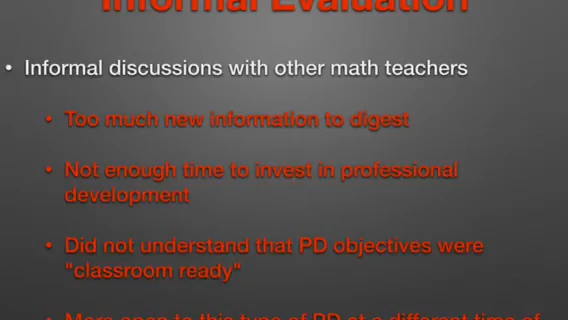 Informal Evaluation
• Informal discussions with other math teachers
• Too much new information to digest
• Not enough time to invest in professional
development
• Did not understand that PD objectives were
"classroom ready"
• More open to this type of PD at a different time of